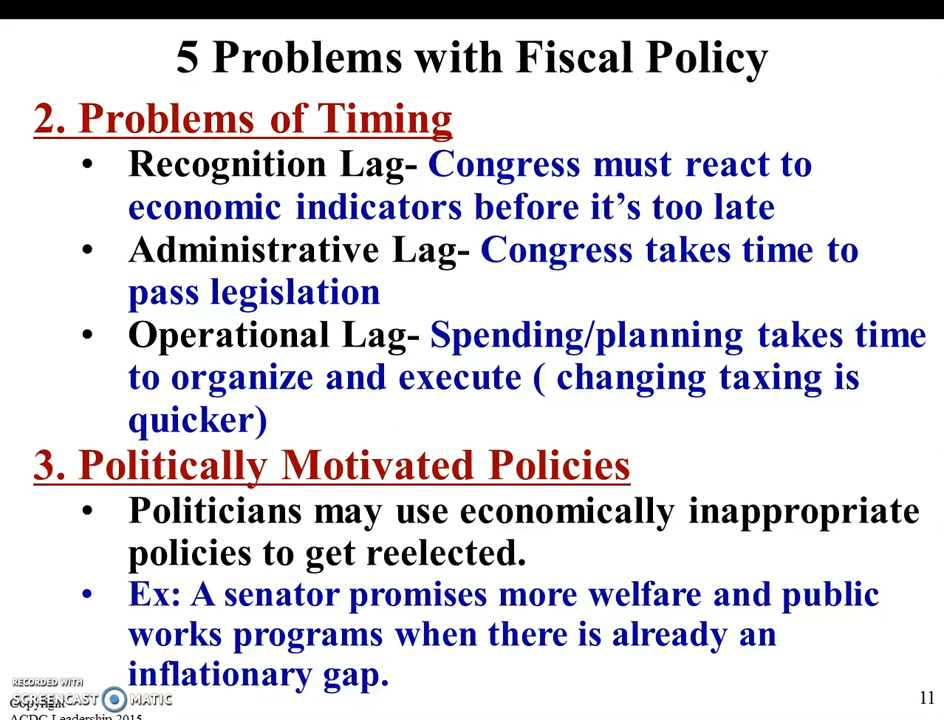 5 Problems with Fiscal Policy
2. Problems of Timing
• Recognition Lag- Congress must react to
economic indicators before it's too late
• Administrative Lag- Congress takes time to
pass legislation
• Operational Lag- Spending/planning takes time
to organize and execute ( changing taxing is
quicker)
3. Politically Motivated Policies
• Politicians may use economically inappropriate
policies to get reelected.
• Ex: A senator promises more welfare and public
works programs when there is already an
inflationary gap.
RECORDED WITH
SCREENCAST MATIC
Copyright
ACDC Leadership 2015
11